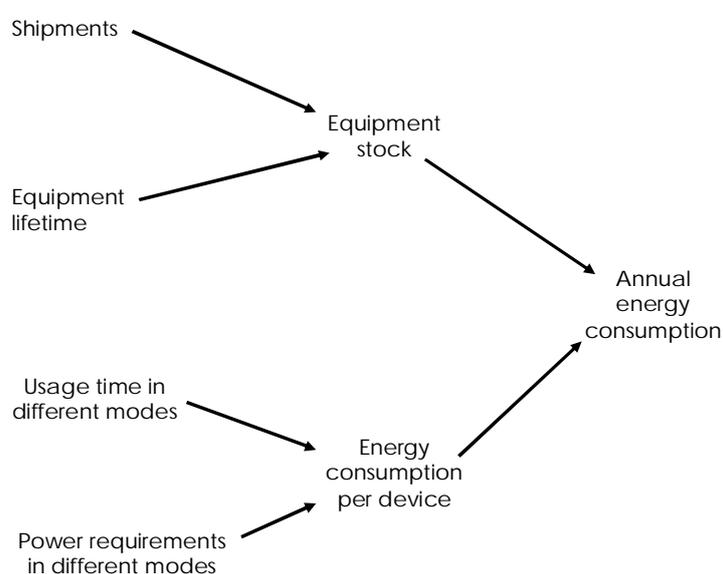 Shipments
Equipment
stock
Equipment
lifetime
Annual
energy
consumption
Usage time in
different modes
Energy
consumption
per device
Power requirements
in different modes